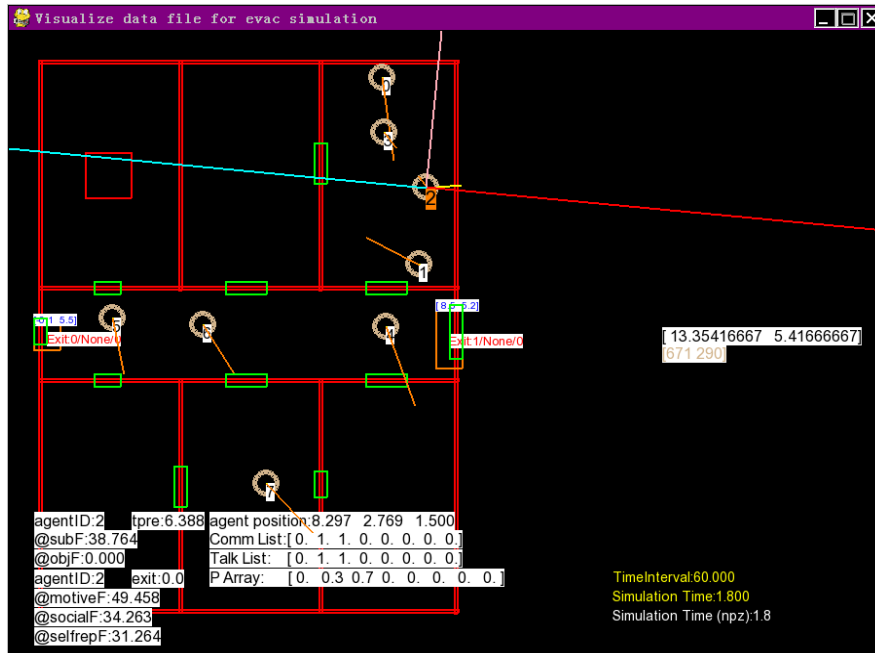 Visualize data file for evac simulation
0
3
2
1
[ 8.5 5.2]
5.5]
5
6
4
Exit0/None/0
Exit1/None/0
[ 13.35416667 5.41666667]
[671 290]
7
agentID:2 tpre:6.388 agent position:8.297 2.769 1.500
@subF:38.764 Comm List:[ 0. 1. 1. 0. 0. 0. 0. 0.]
@objF:0.000 Talk List: [ 0. 1. 1. 0. 0. 0. 0. 0.]
agentID:2 exit:0.0 P Array: [ 0. 0.3 0.7 0. 0. 0. 0. 0. ]
@motiveF:49.458
@socialF:34.263
@selfrepF:31.264
TimeInterval:60.000
Simulation Time:1.800
Simulation Time (npz):1.8